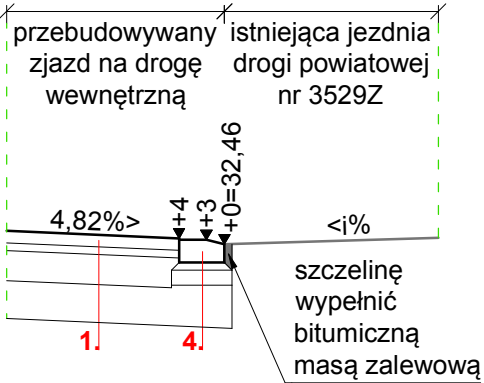 przebudowywany
zjazd na drogę
wewnętrzną
istniejąca jezdnia
drogi powiatowej
nr 3529Z
+4
+3
+0=32,46
4,82%>
<i%
szczelinę
wypełnić
bitumiczną
masą zalewową
1.
4.